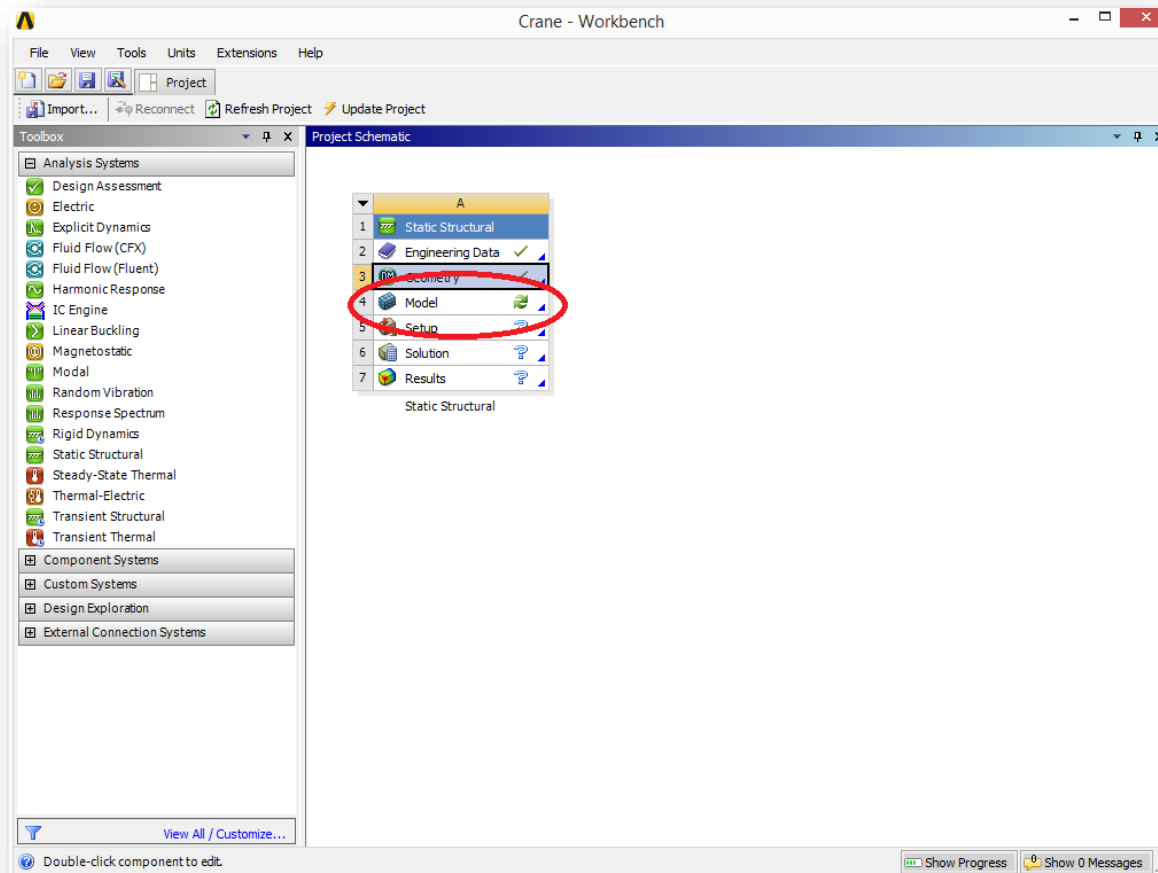 Crane - Workbench
File View Tools Units Extensions Help
Project
Import... Reconnect Refresh Project Update Project
Toolbox
Project Schematic
Analysis Systems
Design Assessment
Electric
Explicit Dynamics
Fluid Flow (CFX)
Fluid Flow (Fluent)
Harmonic Response
IC Engine
Linear Buckling
Magnetostatic
Modal
Random Vibration
Response Spectrum
Rigid Dynamics
Static Structural
Steady-State Thermal
Thermal-Electric
Transient Structural
Transient Thermal
Component Systems
Custom Systems
Design Exploration
External Connection Systems
View All / Customize...
A
1 Static Structural
2 Engineering Data
3 Geometry
4 Model
5 Setup
6 Solution
7 Results
Static Structural
Double-click component to edit.
Show Progress
Show 0 Messages